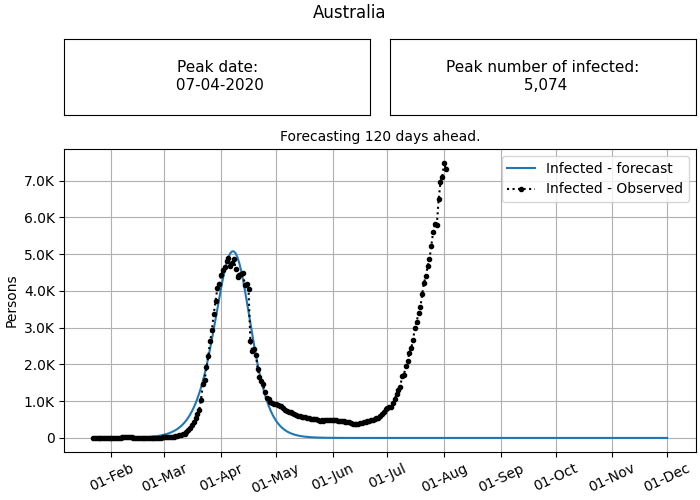 Australia
Peak date:
07-04-2020
Peak number of infected:
5,074
Forecasting 120 days ahead.
Infected - forecast
Infected - Observed
7.0K
6.0K
5.0K
4.0K
3.0K
2.0K
1.0K
0
Persons
01-Feb
01-Mar
01-Apr
01-May
01-Jun
01-Jul
01-Aug
01-Sep
01-Oct
01-Nov
01-Dec